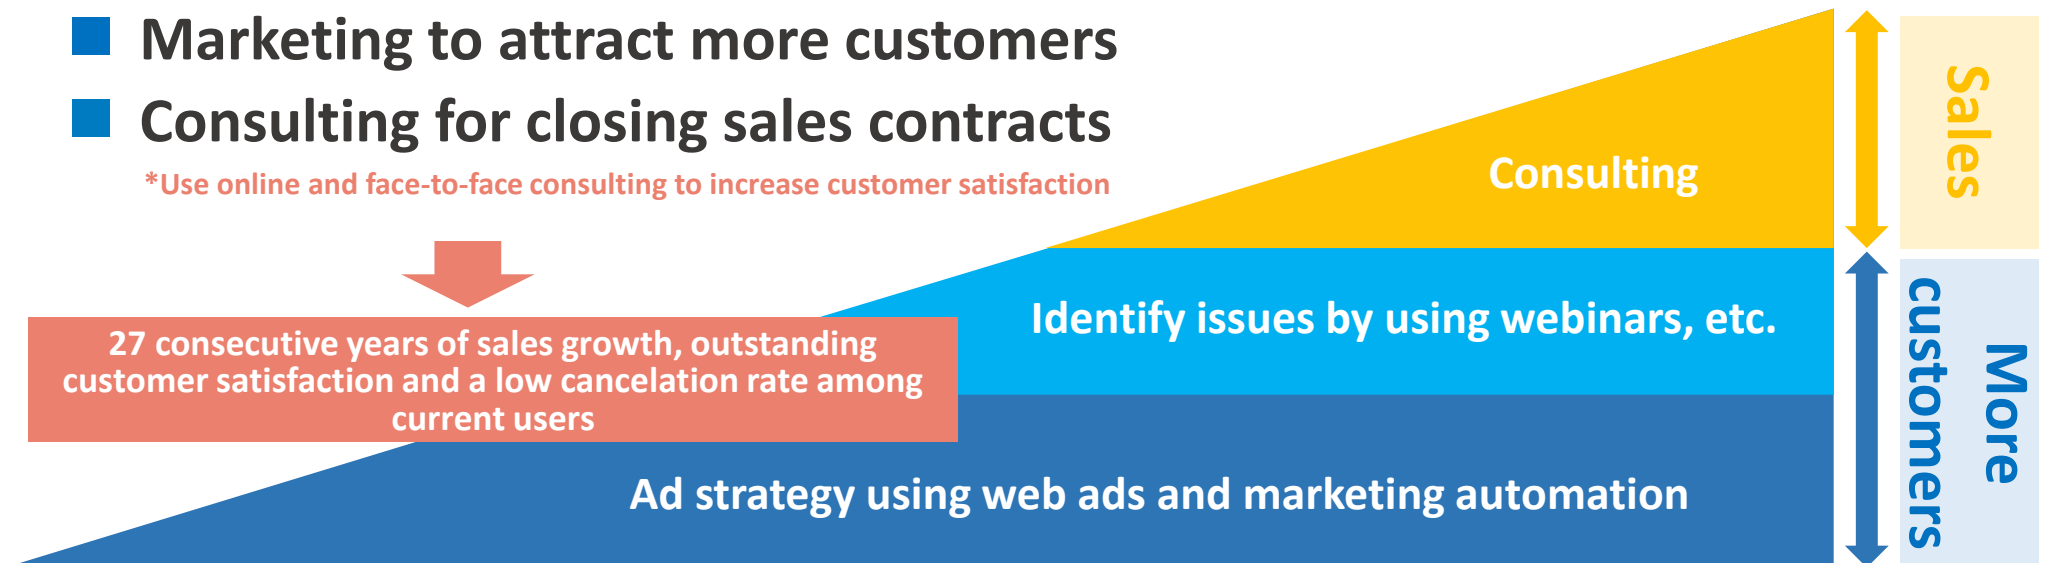 Marketing to attract more customers
Consulting for closing sales contracts
*Use online and face-to-face consulting to increase customer satisfaction
27 consecutive years of sales growth, outstanding
customer satisfaction and a low cancelation rate among
current users
Consulting
Identify issues by using webinars, etc.
Ad strategy using web ads and marketing automation
Sales
More
customers